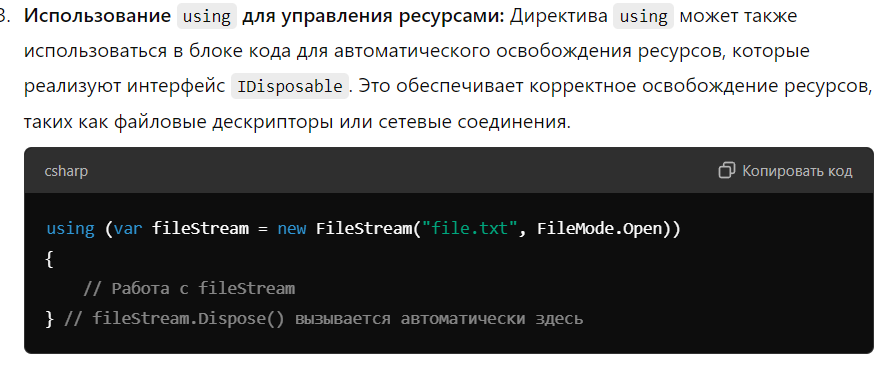 3. Использование using для управления ресурсами: Директива using может также
использоваться в блоке кода для автоматического освобождения ресурсов, которые
реализуют интерфейс IDisposable. Это обеспечивает корректное освобождение ресурсов,
таких как файловые дескрипторы или сетевые соединения.
csharp Копировать код
using (var fileStream = new FileStream("file.txt", FileMode.Open))
{
    // Работа с fileStream
} // fileStream.Dispose() вызывается автоматически здесь